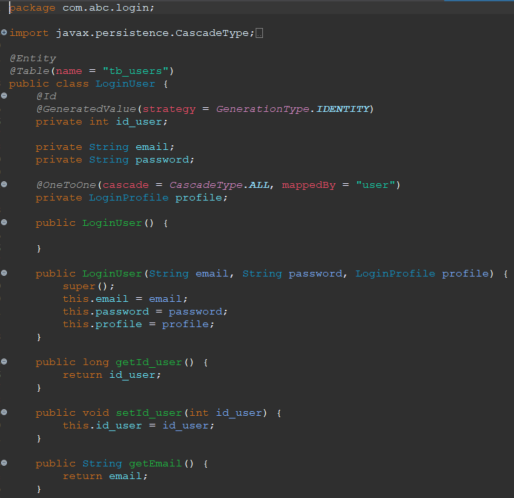 package com.abc.login;
import javax.persistence.CascadeType;
@Entity
@Table(name = "tb_users")
public class LoginUser {
@Id
@GeneratedValue(strategy = GenerationType.IDENTITY)
private int id_user;
private String email;
private String password;
@OneToOne(cascade = CascadeType.ALL, mappedBy = "user")
private LoginProfile profile;
public LoginUser() {
}
public LoginUser(String email, String password, LoginProfile profile) {
super();
this.email = email;
this.password = password;
this.profile = profile;
}
public long getId_user() {
return id_user;
}
public void setId_user(int id_user) {
this.id_user = id_user;
}
public String getEmail() {
return email;
}